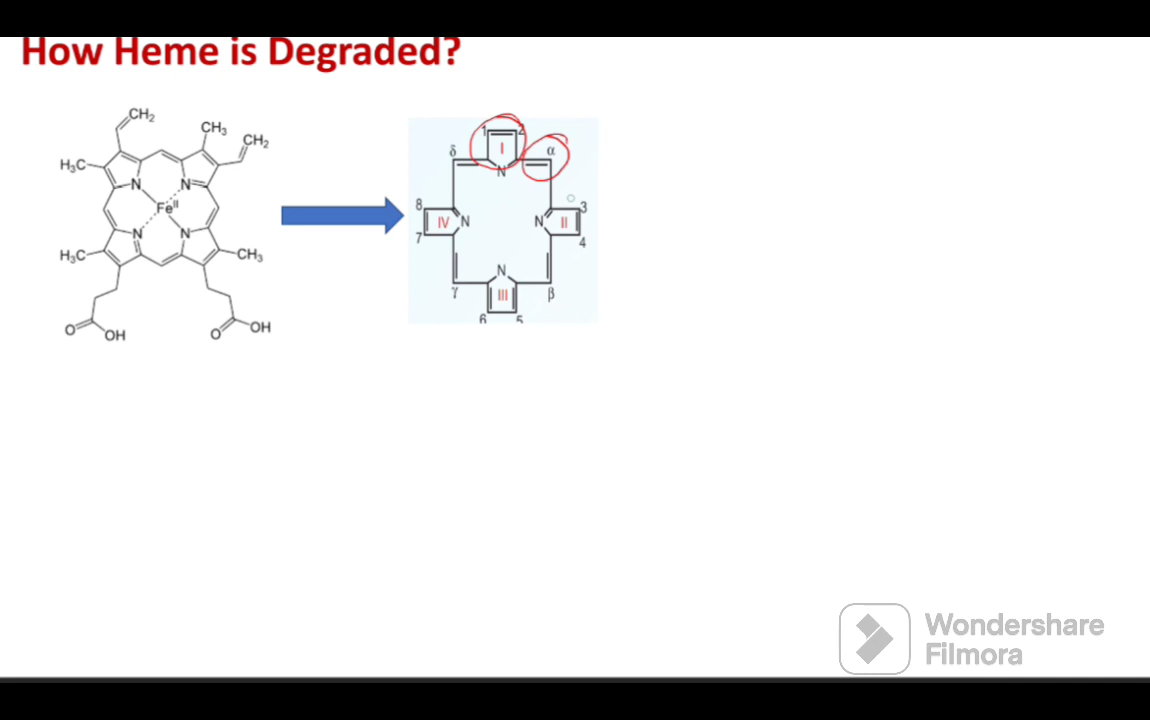 How Heme is Degraded?
CH₂
CH₃
CH₂
H₃C
N
N
Feᴵᴵ
N
N
H₃C
CH₃
O
OH
O
OH
1
2
I
δ
α
N
8
3
IV
N
N
II
7
4
N
γ
III
β
6
5
Wondershare
Filmora